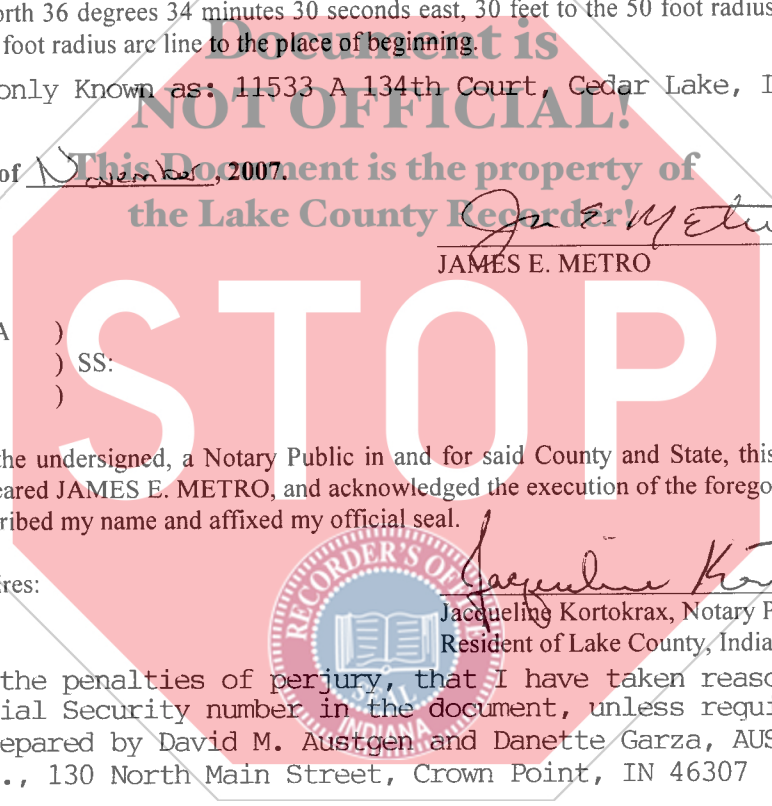 orth 36 degrees 34 minutes 30 seconds east, 30 feet to the 50 foot radius
foot radius arc line to the place of beginning.
Document is
only Known as: 11533 A 134th Court, Cedar Lake, I
NOT OFFICIAL!
This Document is the property of
of November, 2007.
the Lake County Recorder!
James E. Metro
JAMES E. METRO
A )
) SS:
)
STOP
the undersigned, a Notary Public in and for said County and State, this
eared JAMES E. METRO, and acknowledged the execution of the forego
ribed my name and affixed my official seal.
RECORDER'S OFFICE
SEAL
INDIANA
ires:
Jacqueline Kor
Jacqueline Kortokrax, Notary P
Resident of Lake County, India
the penalties of perjury, that I have taken reaso
ial Security number in the document, unless requi
epared by David M. Austgen and Danette Garza, AUS
., 130 North Main Street, Crown Point, IN 46307